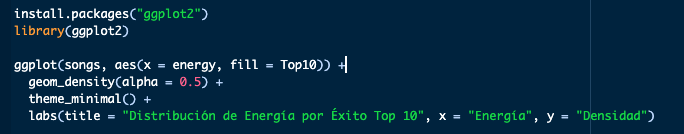 install.packages("ggplot2")
library(ggplot2)
ggplot(songs, aes(x = energy, fill = Top10)) +
geom_density(alpha = 0.5) +
theme_minimal() +
labs(title = "Distribución de Energía por Éxito Top 10", x = "Energía", y = "Densidad")